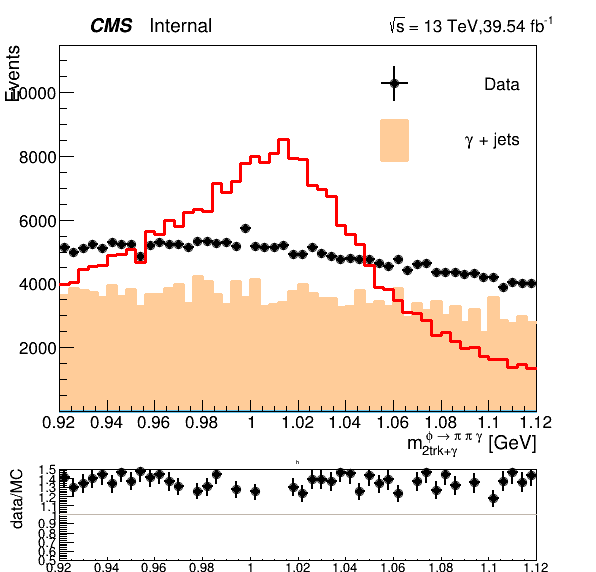 CMS Internal √s = 13 TeV,39.54 fb⁻¹
Events
Data
γ + jets
10000
8000
6000
4000
2000
0.92 0.94 0.96 0.98 1 1.02 1.04 1.06 1.08 1.1 1.12
m_{2trk+γ}^{ϕ → π π γ} [GeV]
h
data/MC
1.5
1.4
1.3
1.2
1.1
1
0.9
0.8
0.7
0.6
0.5
0.92 0.94 0.96 0.98 1 1.02 1.04 1.06 1.08 1.1 1.12